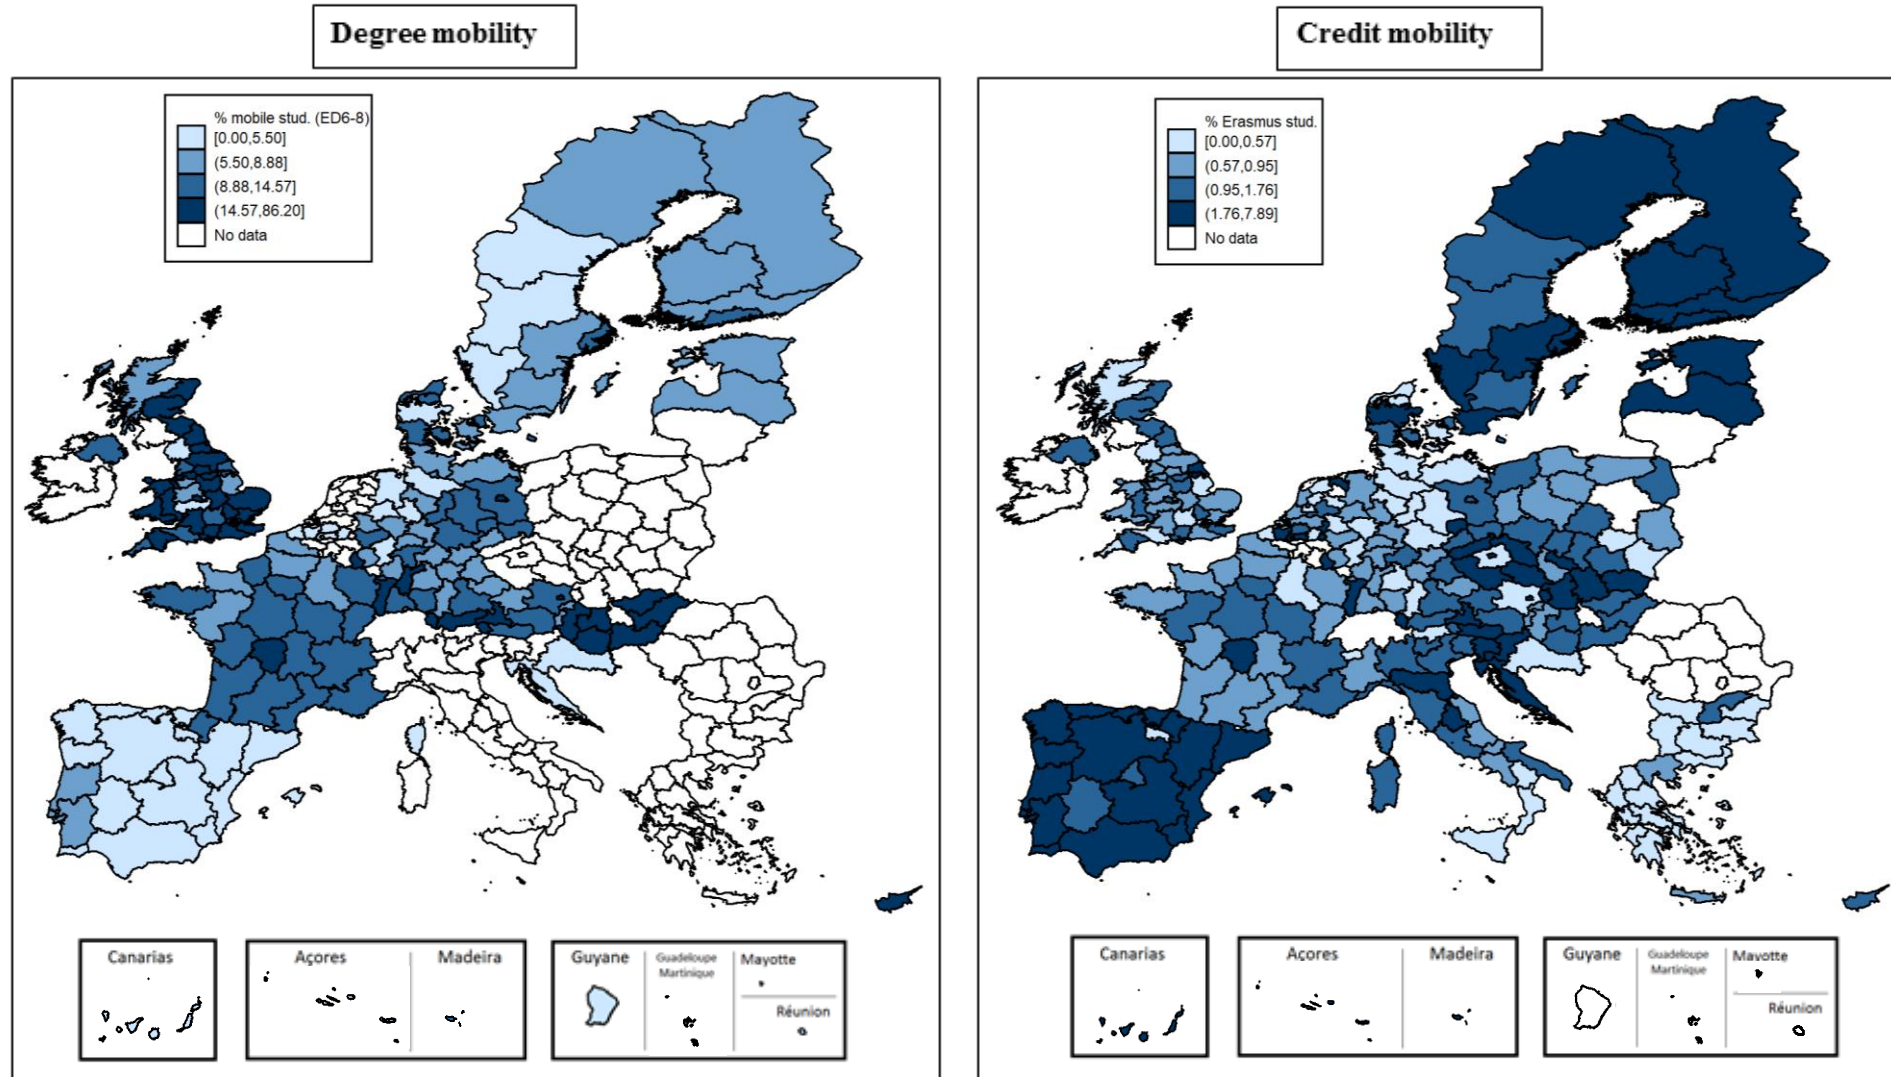 Degree mobility
Credit mobility
% mobile stud. (ED6-8)
[0.00,5.50]
(5.50,8.88]
(8.88,14.57]
(14.57,86.20]
No data
% Erasmus stud.
[0.00,0.57]
(0.57,0.95]
(0.95,1.76]
(1.76,7.89]
No data
Canarias
Açores
Madeira
Guyane
Guadeloupe
Martinique
Mayotte
Réunion
Canarias
Açores
Madeira
Guyane
Guadeloupe
Martinique
Mavotte
Réunion